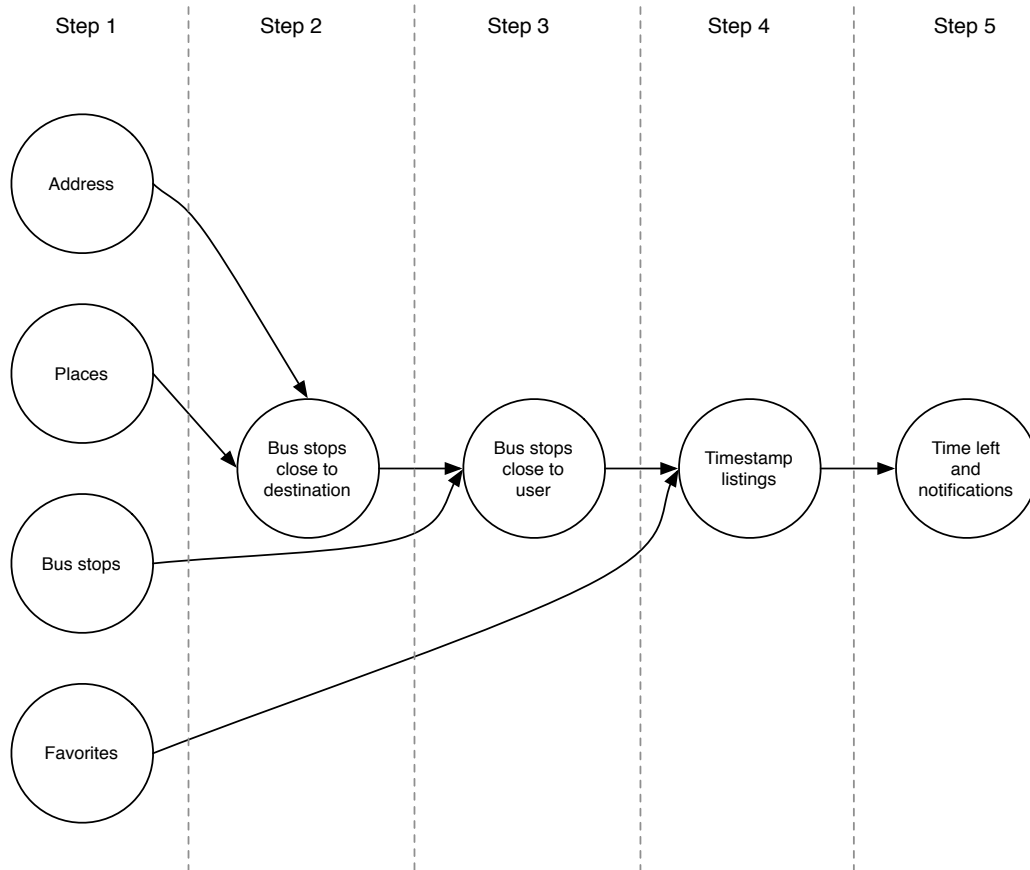 Step 1
Step 2
Step 3
Step 4
Step 5
Address
Places
Bus stops
close to
destination
Bus stops
close to
user
Timestamp
listings
Time left
and
notifications
Bus stops
Favorites